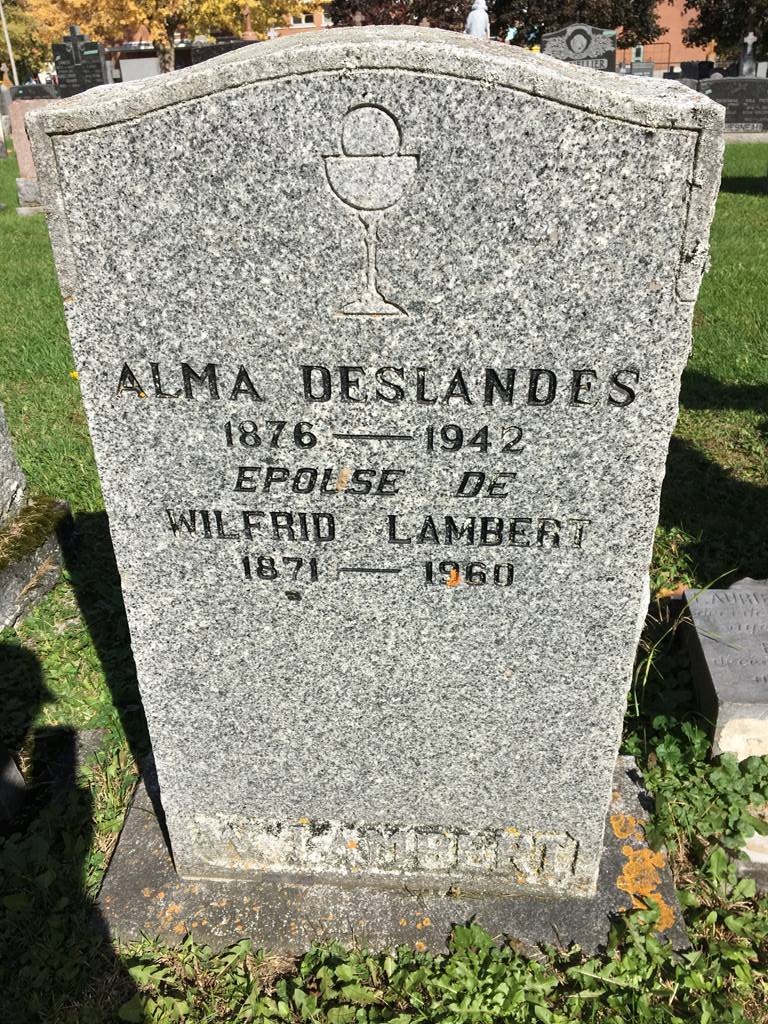 ALMA DESLANDES
1876 — 1942
EPOUSE DE
WILFRID LAMBERT
1871 — 1960
W. LAMBERT